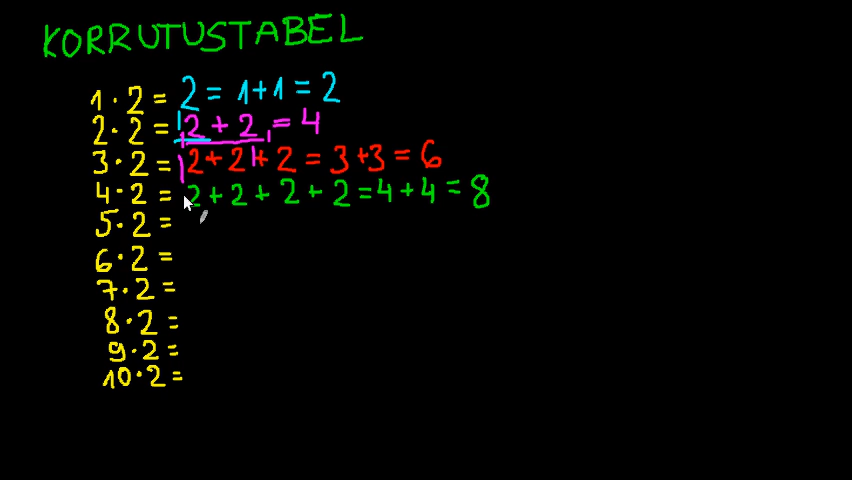 KORRUTUSTABEL
1 · 2 = 2 = 1 + 1 = 2
2 · 2 = 2 + 2 = 4
3 · 2 = 2 + 2 + 2 = 3 + 3 = 6
4 · 2 = 2 + 2 + 2 + 2 = 4 + 4 = 8
5 · 2 =
6 · 2 =
7 · 2 =
8 · 2 =
9 · 2 =
10 · 2 =